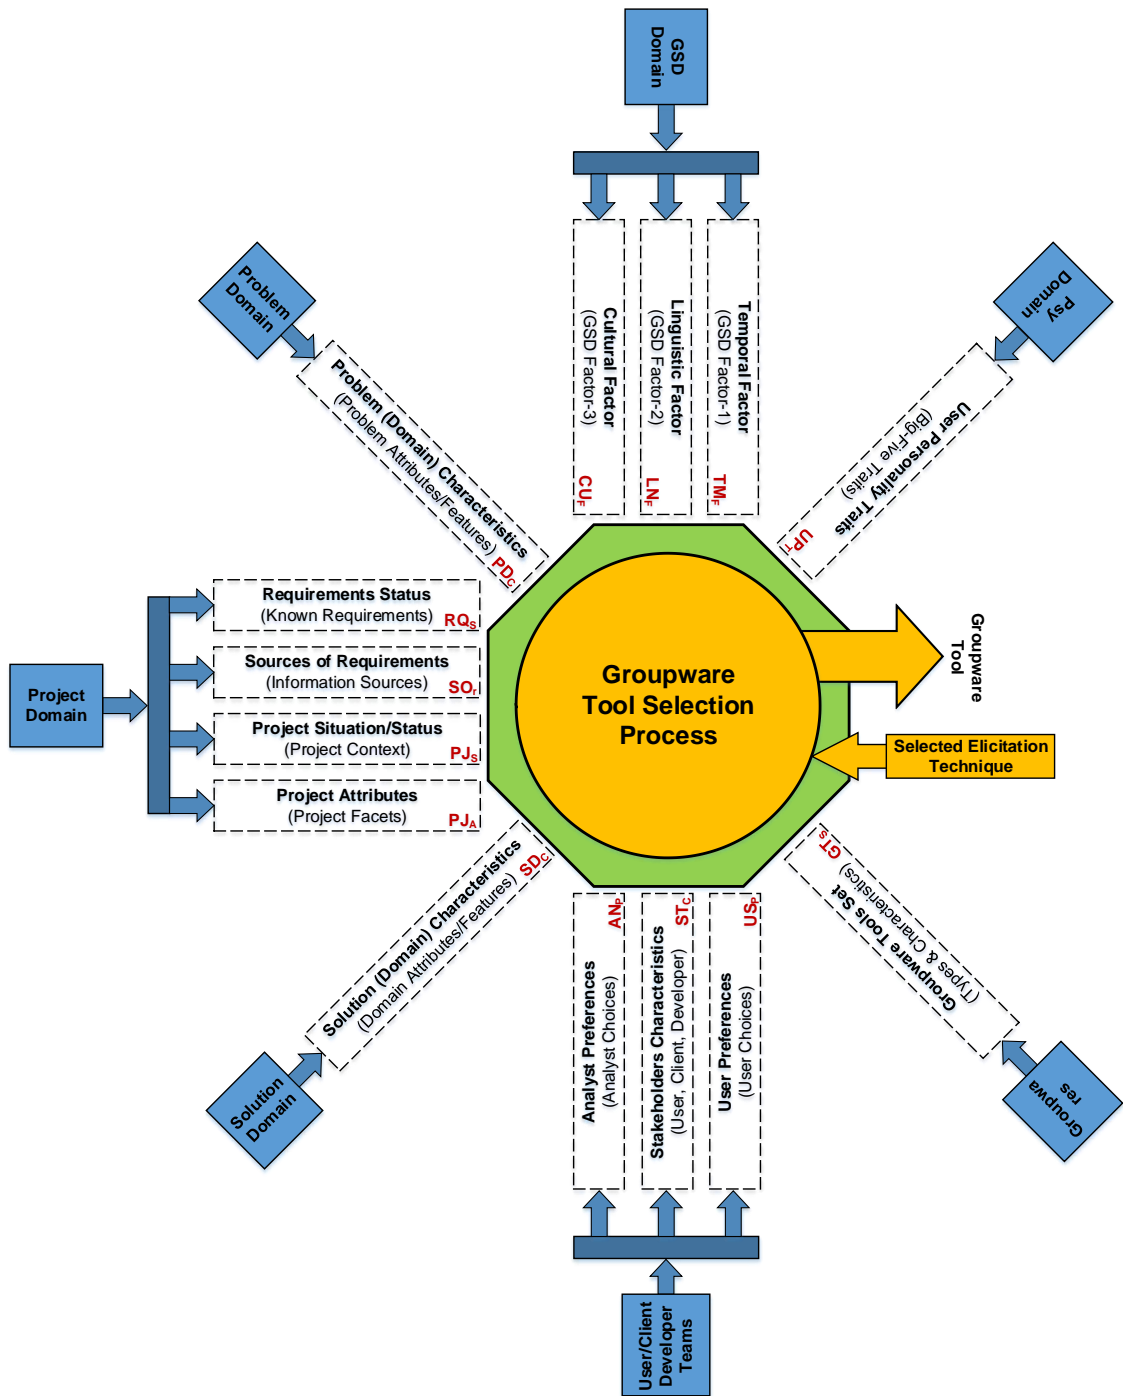 GSD
Domain
Temporal Factor
(GSD Factor-1)
TMF
Linguistic Factor
(GSD Factor-2)
LNF
Cultural Factor
(GSD Factor-3)
CUF
Psy
Domain
User Personality Traits
(Big-Five Traits)
UPT
Problem
Domain
Problem (Domain) Characteristics
(Problem Attributes/Features)
PDC
Project
Domain
Requirements Status
(Known Requirements)
RQS
Sources of Requirements
(Information Sources)
SOr
Project Situation/Status
(Project Context)
PJS
Project Attributes
(Project Facets)
PJA
Groupware
Tool Selection
Process
Groupware
Tool
Selected Elicitation
Technique
Solution
Domain
Solution (Domain) Characteristics
(Domain Attributes/Features)
SDC
Analyst Preferences
(Analyst Choices)
ANP
Stakeholders Characteristics
(User, Client, Developer)
STC
User Preferences
(User Choices)
USP
User/Client
Developer
Teams
Groupware Tools Set
(Types & Characteristics)
GTS
Groupwa
res